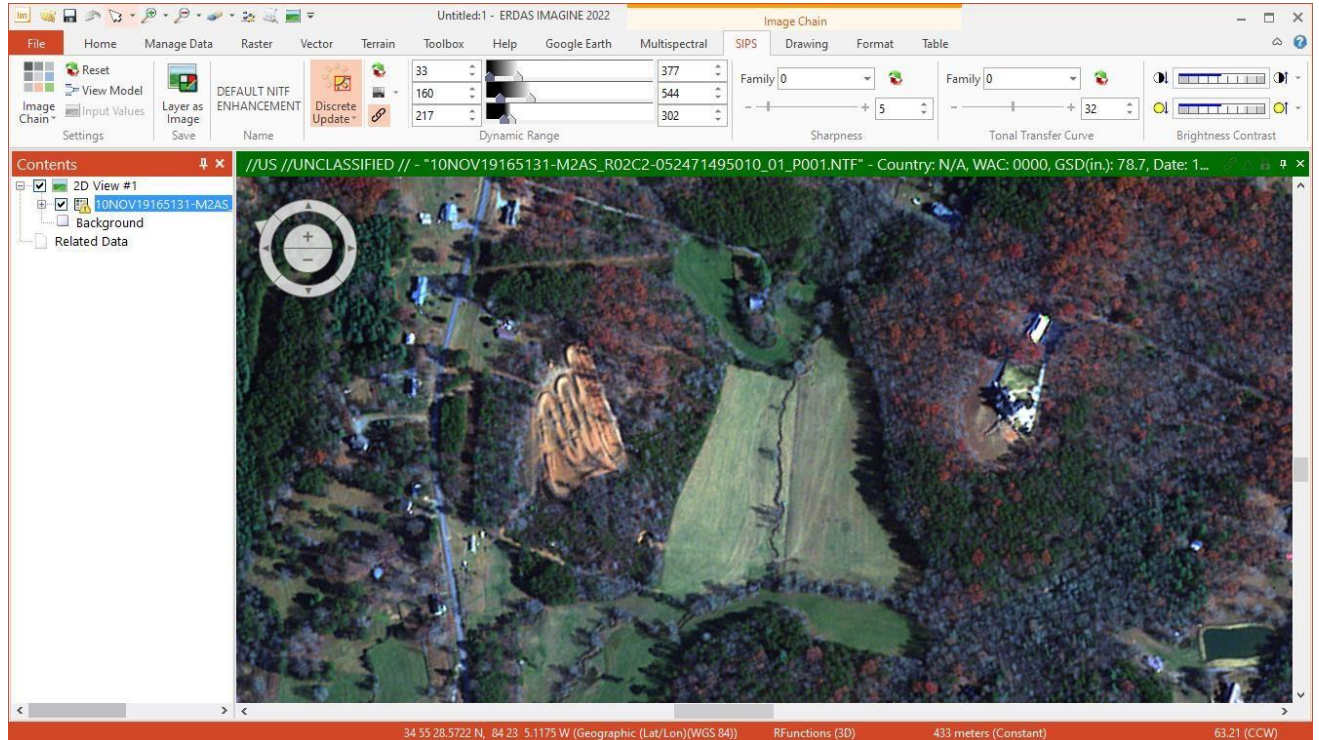 Untitled:1 - ERDAS IMAGINE 2022
Image Chain
File Home Manage Data Raster Vector Terrain Toolbox Help Google Earth Multispectral SIPS Drawing Format Table
Image Chain
Reset
View Model
Input Values
Settings
Layer as Image
Save
DEFAULT NITF ENHANCEMENT
Name
Discrete Update
33 377
160 544
217 302
Dynamic Range
Family 0
- + 5
Sharpness
Family 0
- + 32
Tonal Transfer Curve
Brightness Contrast
Contents
2D View #1
10NOV19165131-M2AS
Background
Related Data
//US //UNCLASSIFIED // - "10NOV19165131-M2AS_R02C2-052471495010_01_P001.NTF" - Country: N/A, WAC: 0000, GSD(in.): 78.7, Date: 1...
34 55 28.5722 N, 84 23 5.1175 W (Geographic (Lat/Lon)(WGS 84)) RFunctions (3D) 433 meters (Constant) 63.21 (CCW)